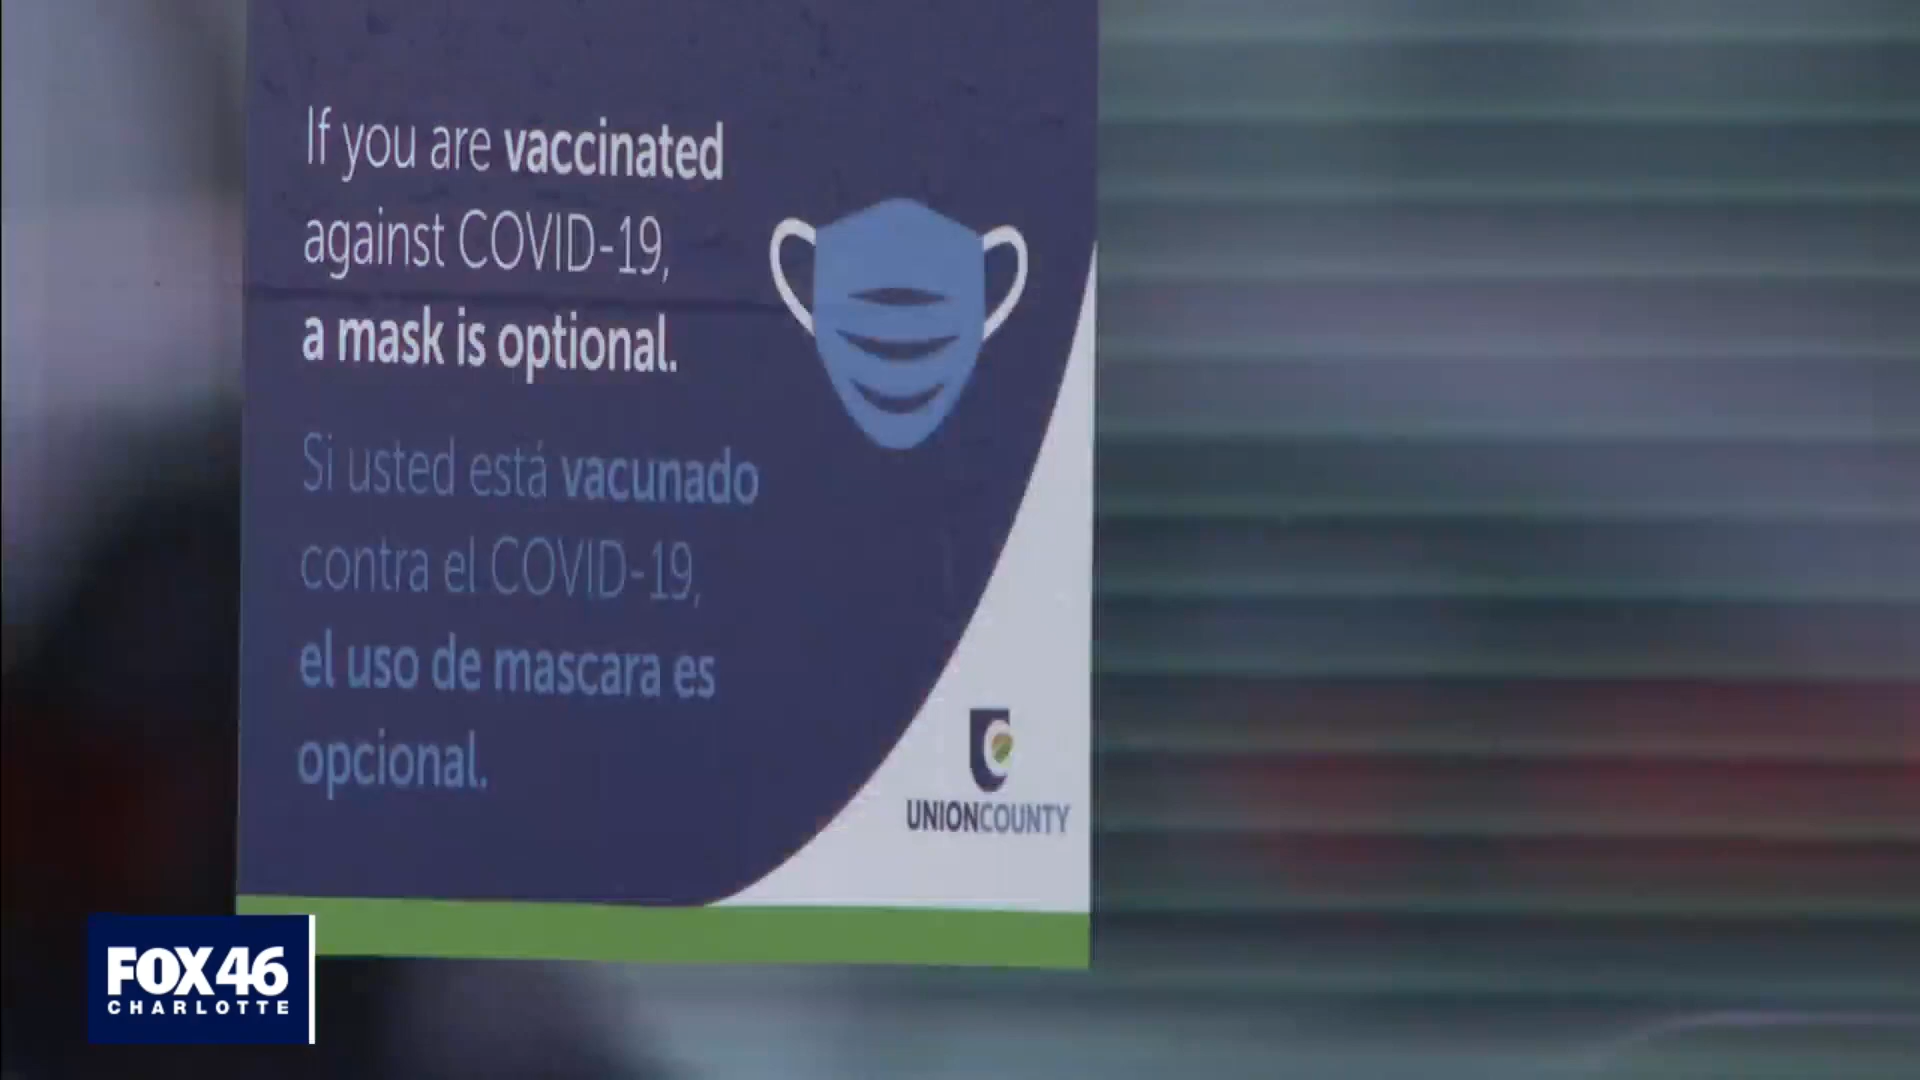 If you are vaccinated
against COVID-19,
a mask is optional.
Si usted está vacunado
contra el COVID-19,
el uso de mascara es
opcional.
UNIONCOUNTY
FOX46
CHARLOTTE